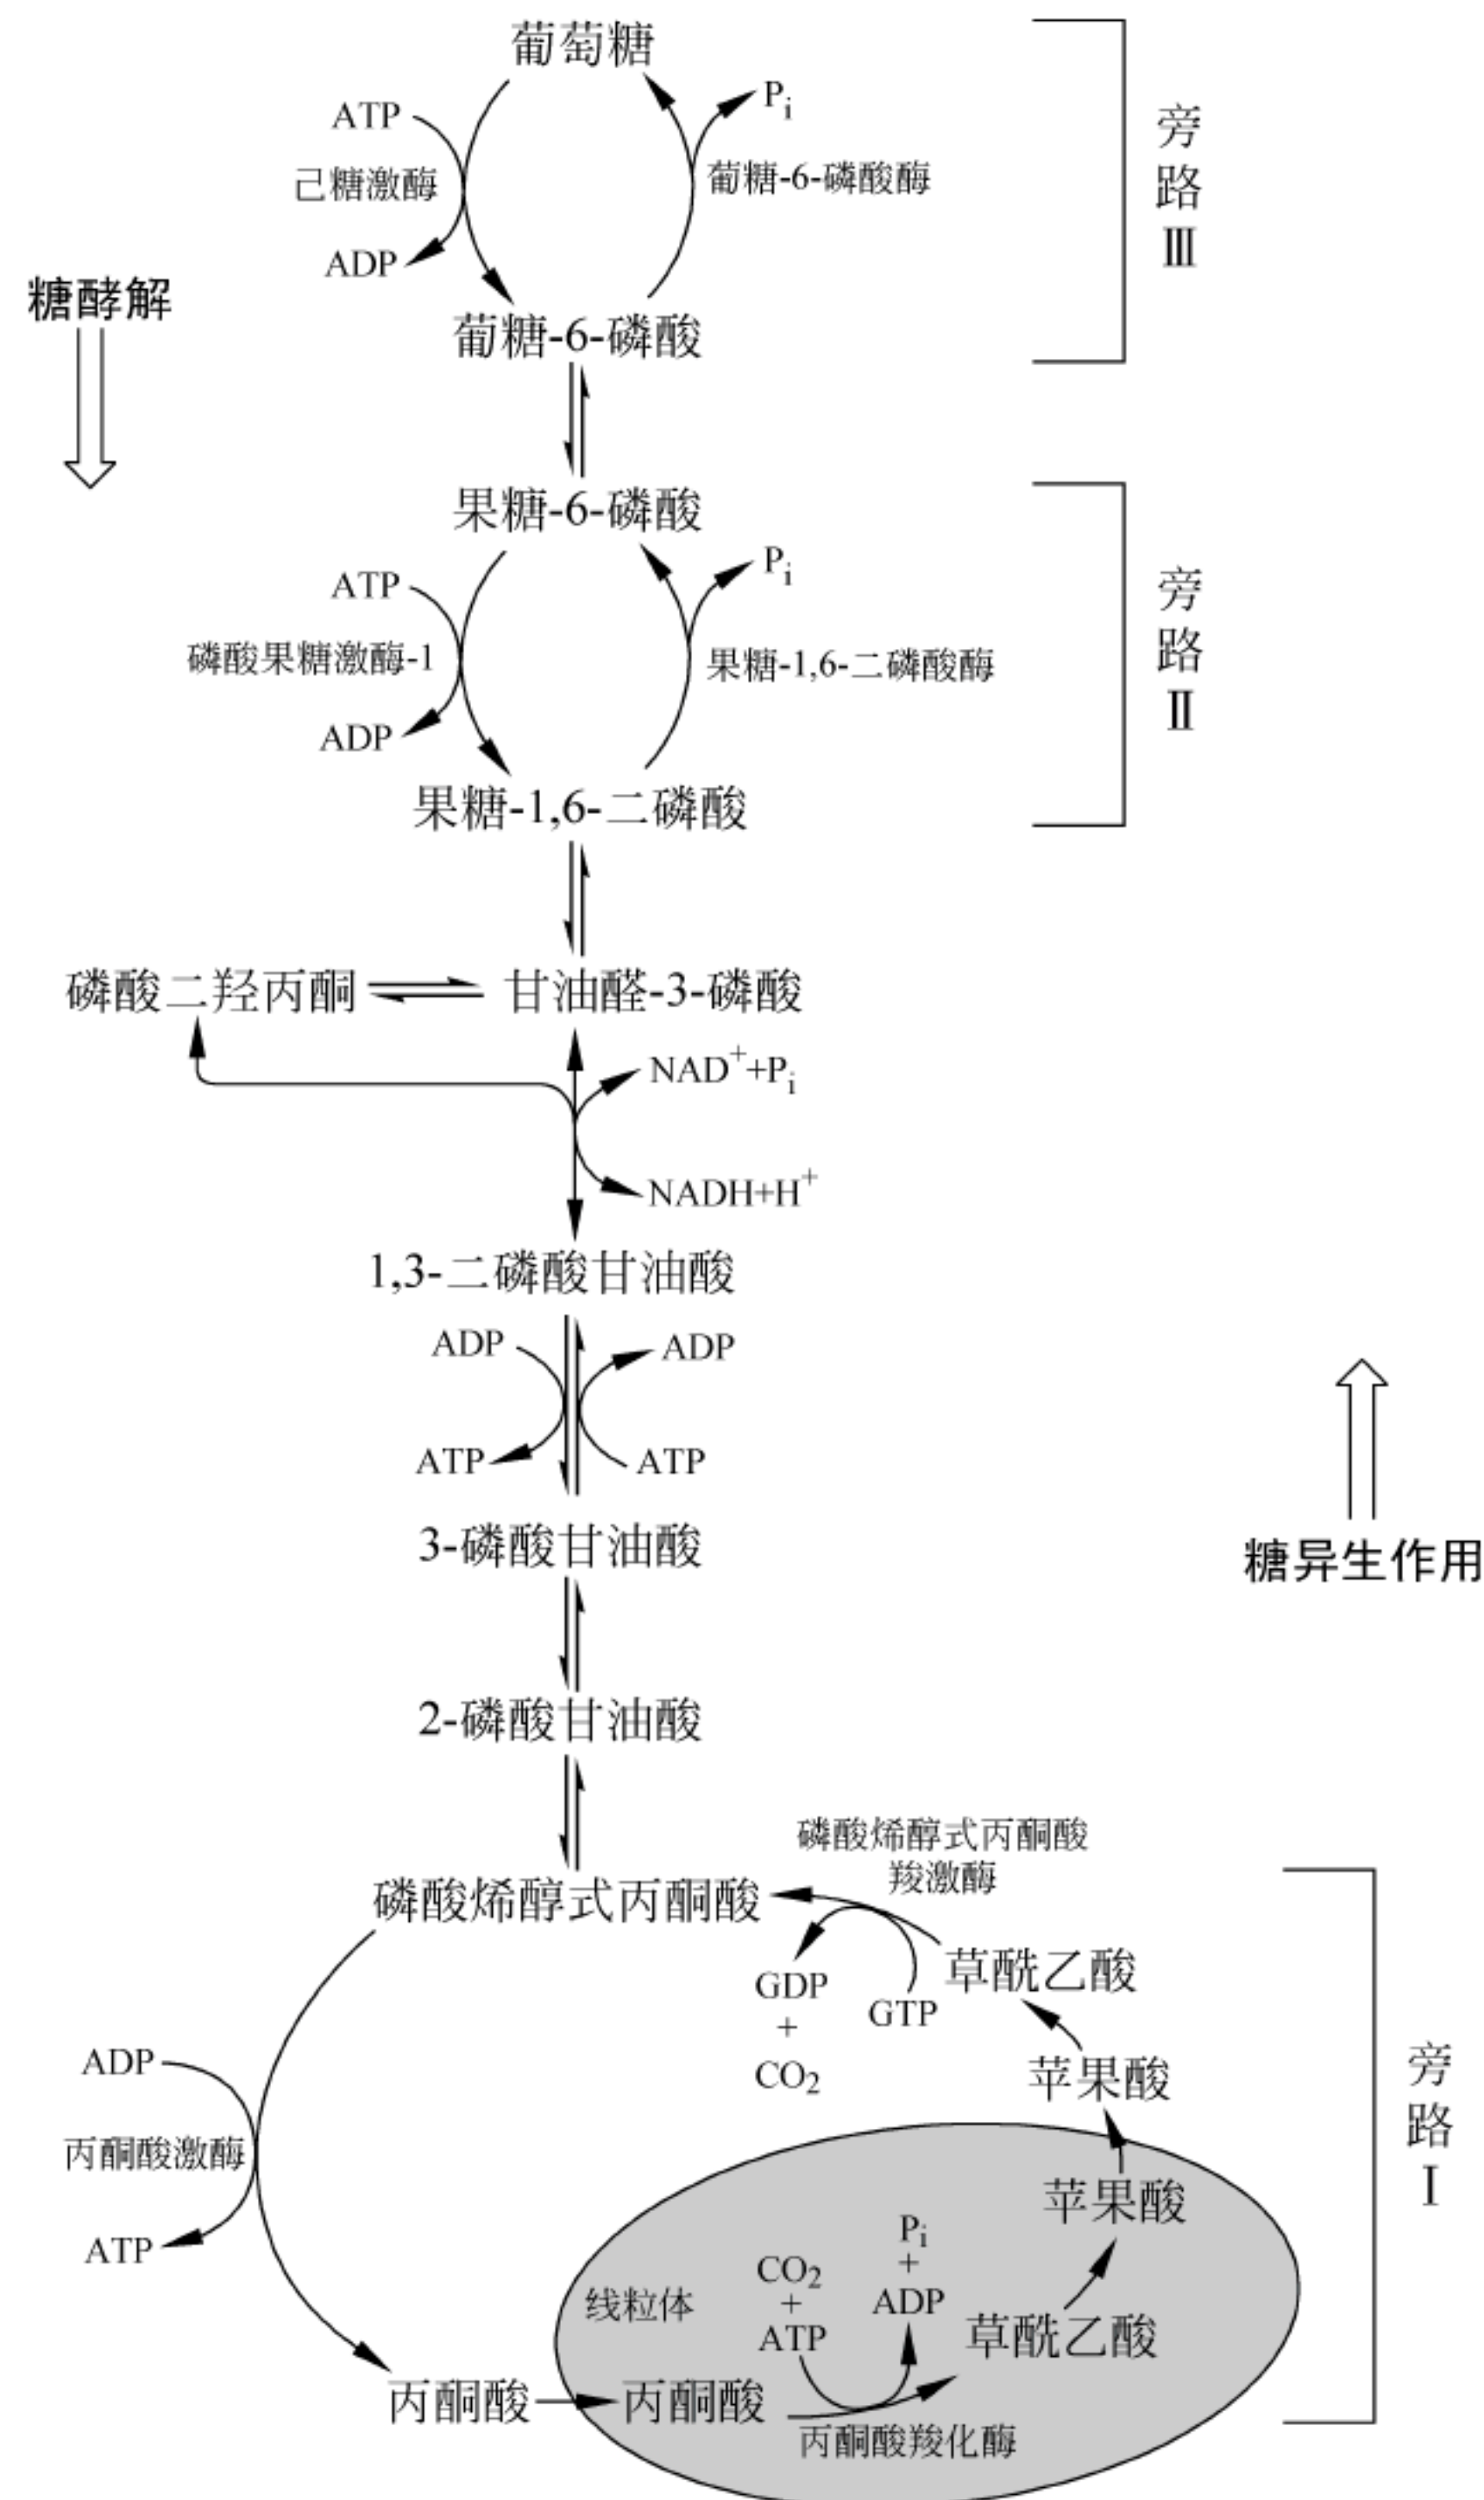 葡萄糖
ATP
Pi
己糖激酶
葡糖-6-磷酸酶
ADP
旁路Ⅲ
糖酵解
葡糖-6-磷酸
果糖-6-磷酸
ATP
Pi
磷酸果糖激酶-1
果糖-1,6-二磷酸酶
ADP
旁路Ⅱ
果糖-1,6-二磷酸
磷酸二羟丙酮
甘油醛-3-磷酸
NAD⁺+Pi
NADH+H⁺
1,3-二磷酸甘油酸
ADP
ADP
ATP
ATP
3-磷酸甘油酸
糖异生作用
2-磷酸甘油酸
磷酸烯醇式丙酮酸
羧激酶
磷酸烯醇式丙酮酸
草酰乙酸
GDP
+
CO₂
GTP
ADP
苹果酸
旁路Ⅰ
丙酮酸激酶
苹果酸
ATP
线粒体
CO₂
+
ATP
Pi
+
ADP
草酰乙酸
丙酮酸
丙酮酸
丙酮酸羧化酶